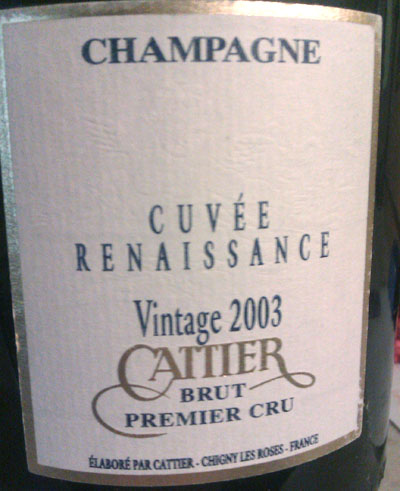 CHAMPAGNE
CUVÉE
RENAISSANCE
Vintage 2003
CATTIER
BRUT
PREMIER CRU
ÉLABORÉ PAR CATTIER - CHIGNY LES ROSES - FRANCE